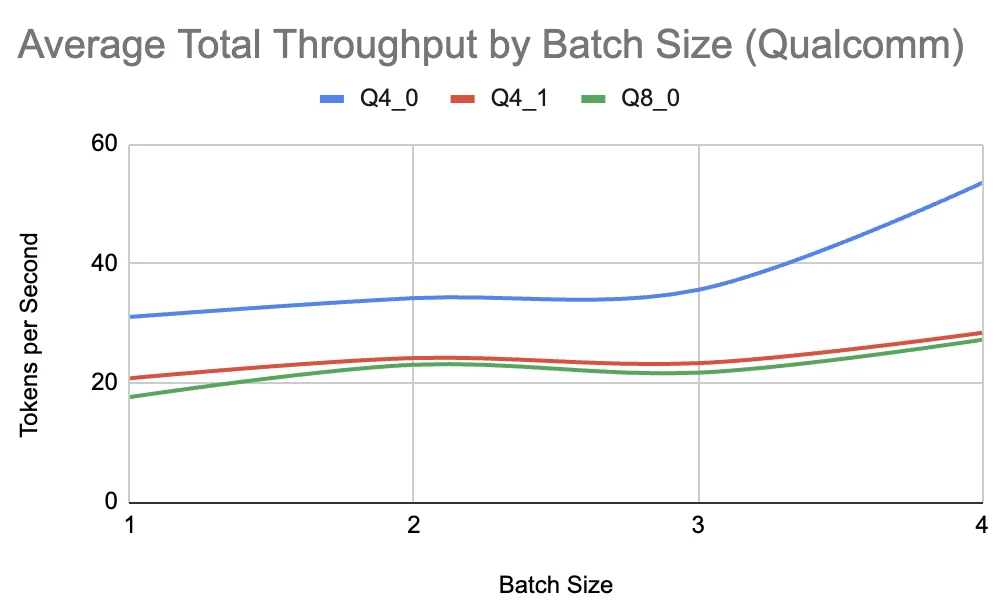 Average Total Throughput by Batch Size (Qualcomm)
Q4_0 Q4_1 Q8_0
60
40
20
0
Tokens per Second
1 2 3 4
Batch Size